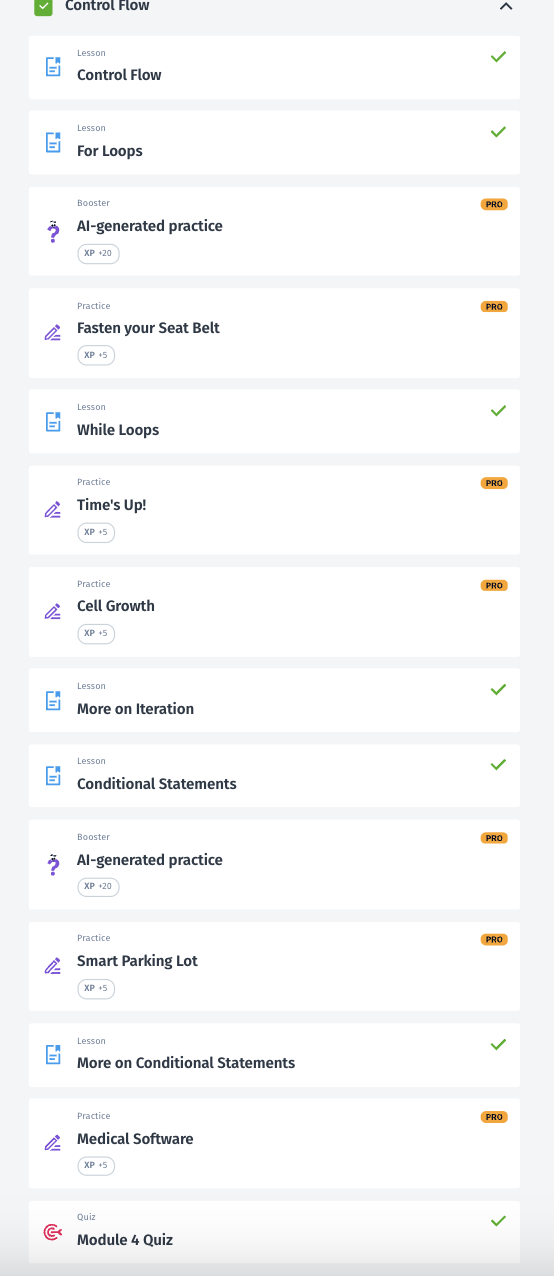 Control Flow
Lesson
Control Flow
Lesson
For Loops
Booster
PRO
AI-generated practice
XP +20
Practice
PRO
Fasten your Seat Belt
XP +5
Lesson
While Loops
Practice
PRO
Time's Up!
XP +5
Practice
PRO
Cell Growth
XP +5
Lesson
More on Iteration
Lesson
Conditional Statements
Booster
PRO
AI-generated practice
XP +20
Practice
PRO
Smart Parking Lot
XP +5
Lesson
More on Conditional Statements
Practice
PRO
Medical Software
XP +5
Quiz
Module 4 Quiz